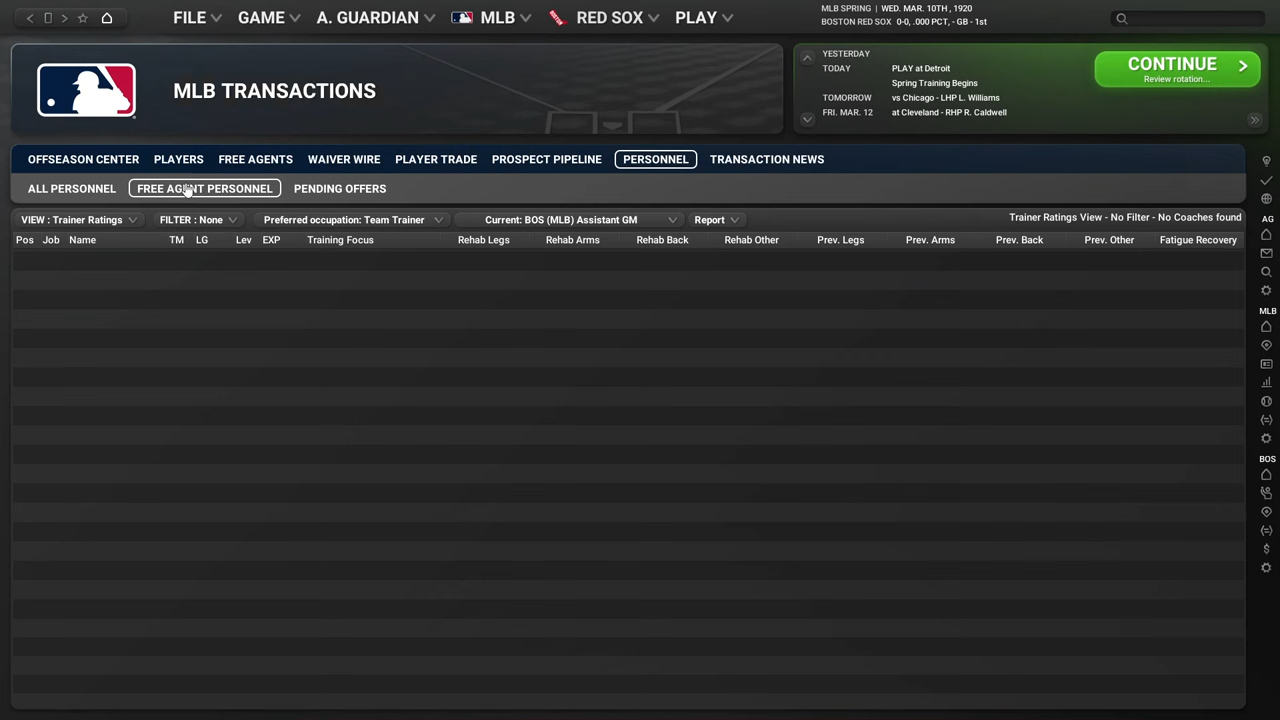 FILE GAME A. GUARDIAN MLB RED SOX PLAY
MLB SPRING | WED. MAR. 10TH , 1920
BOSTON RED SOX 0-0, .000 PCT, - GB - 1st
MLB TRANSACTIONS
YESTERDAY
TODAY PLAY at Detroit
Spring Training Begins
TOMORROW vs Chicago - LHP L. Williams
FRI. MAR. 12 at Cleveland - RHP R. Caldwell
CONTINUE
Review rotation...
OFFSEASON CENTER PLAYERS FREE AGENTS WAIVER WIRE PLAYER TRADE PROSPECT PIPELINE PERSONNEL TRANSACTION NEWS
ALL PERSONNEL FREE AGENT PERSONNEL PENDING OFFERS
VIEW : Trainer Ratings FILTER : None Preferred occupation: Team Trainer Current: BOS (MLB) Assistant GM Report Trainer Ratings View - No Filter - No Coaches found
Pos Job Name TM LG Lev EXP Training Focus Rehab Legs Rehab Arms Rehab Back Rehab Other Prev. Legs Prev. Arms Prev. Back Prev. Other Fatigue Recovery
AG
MLB
BOS